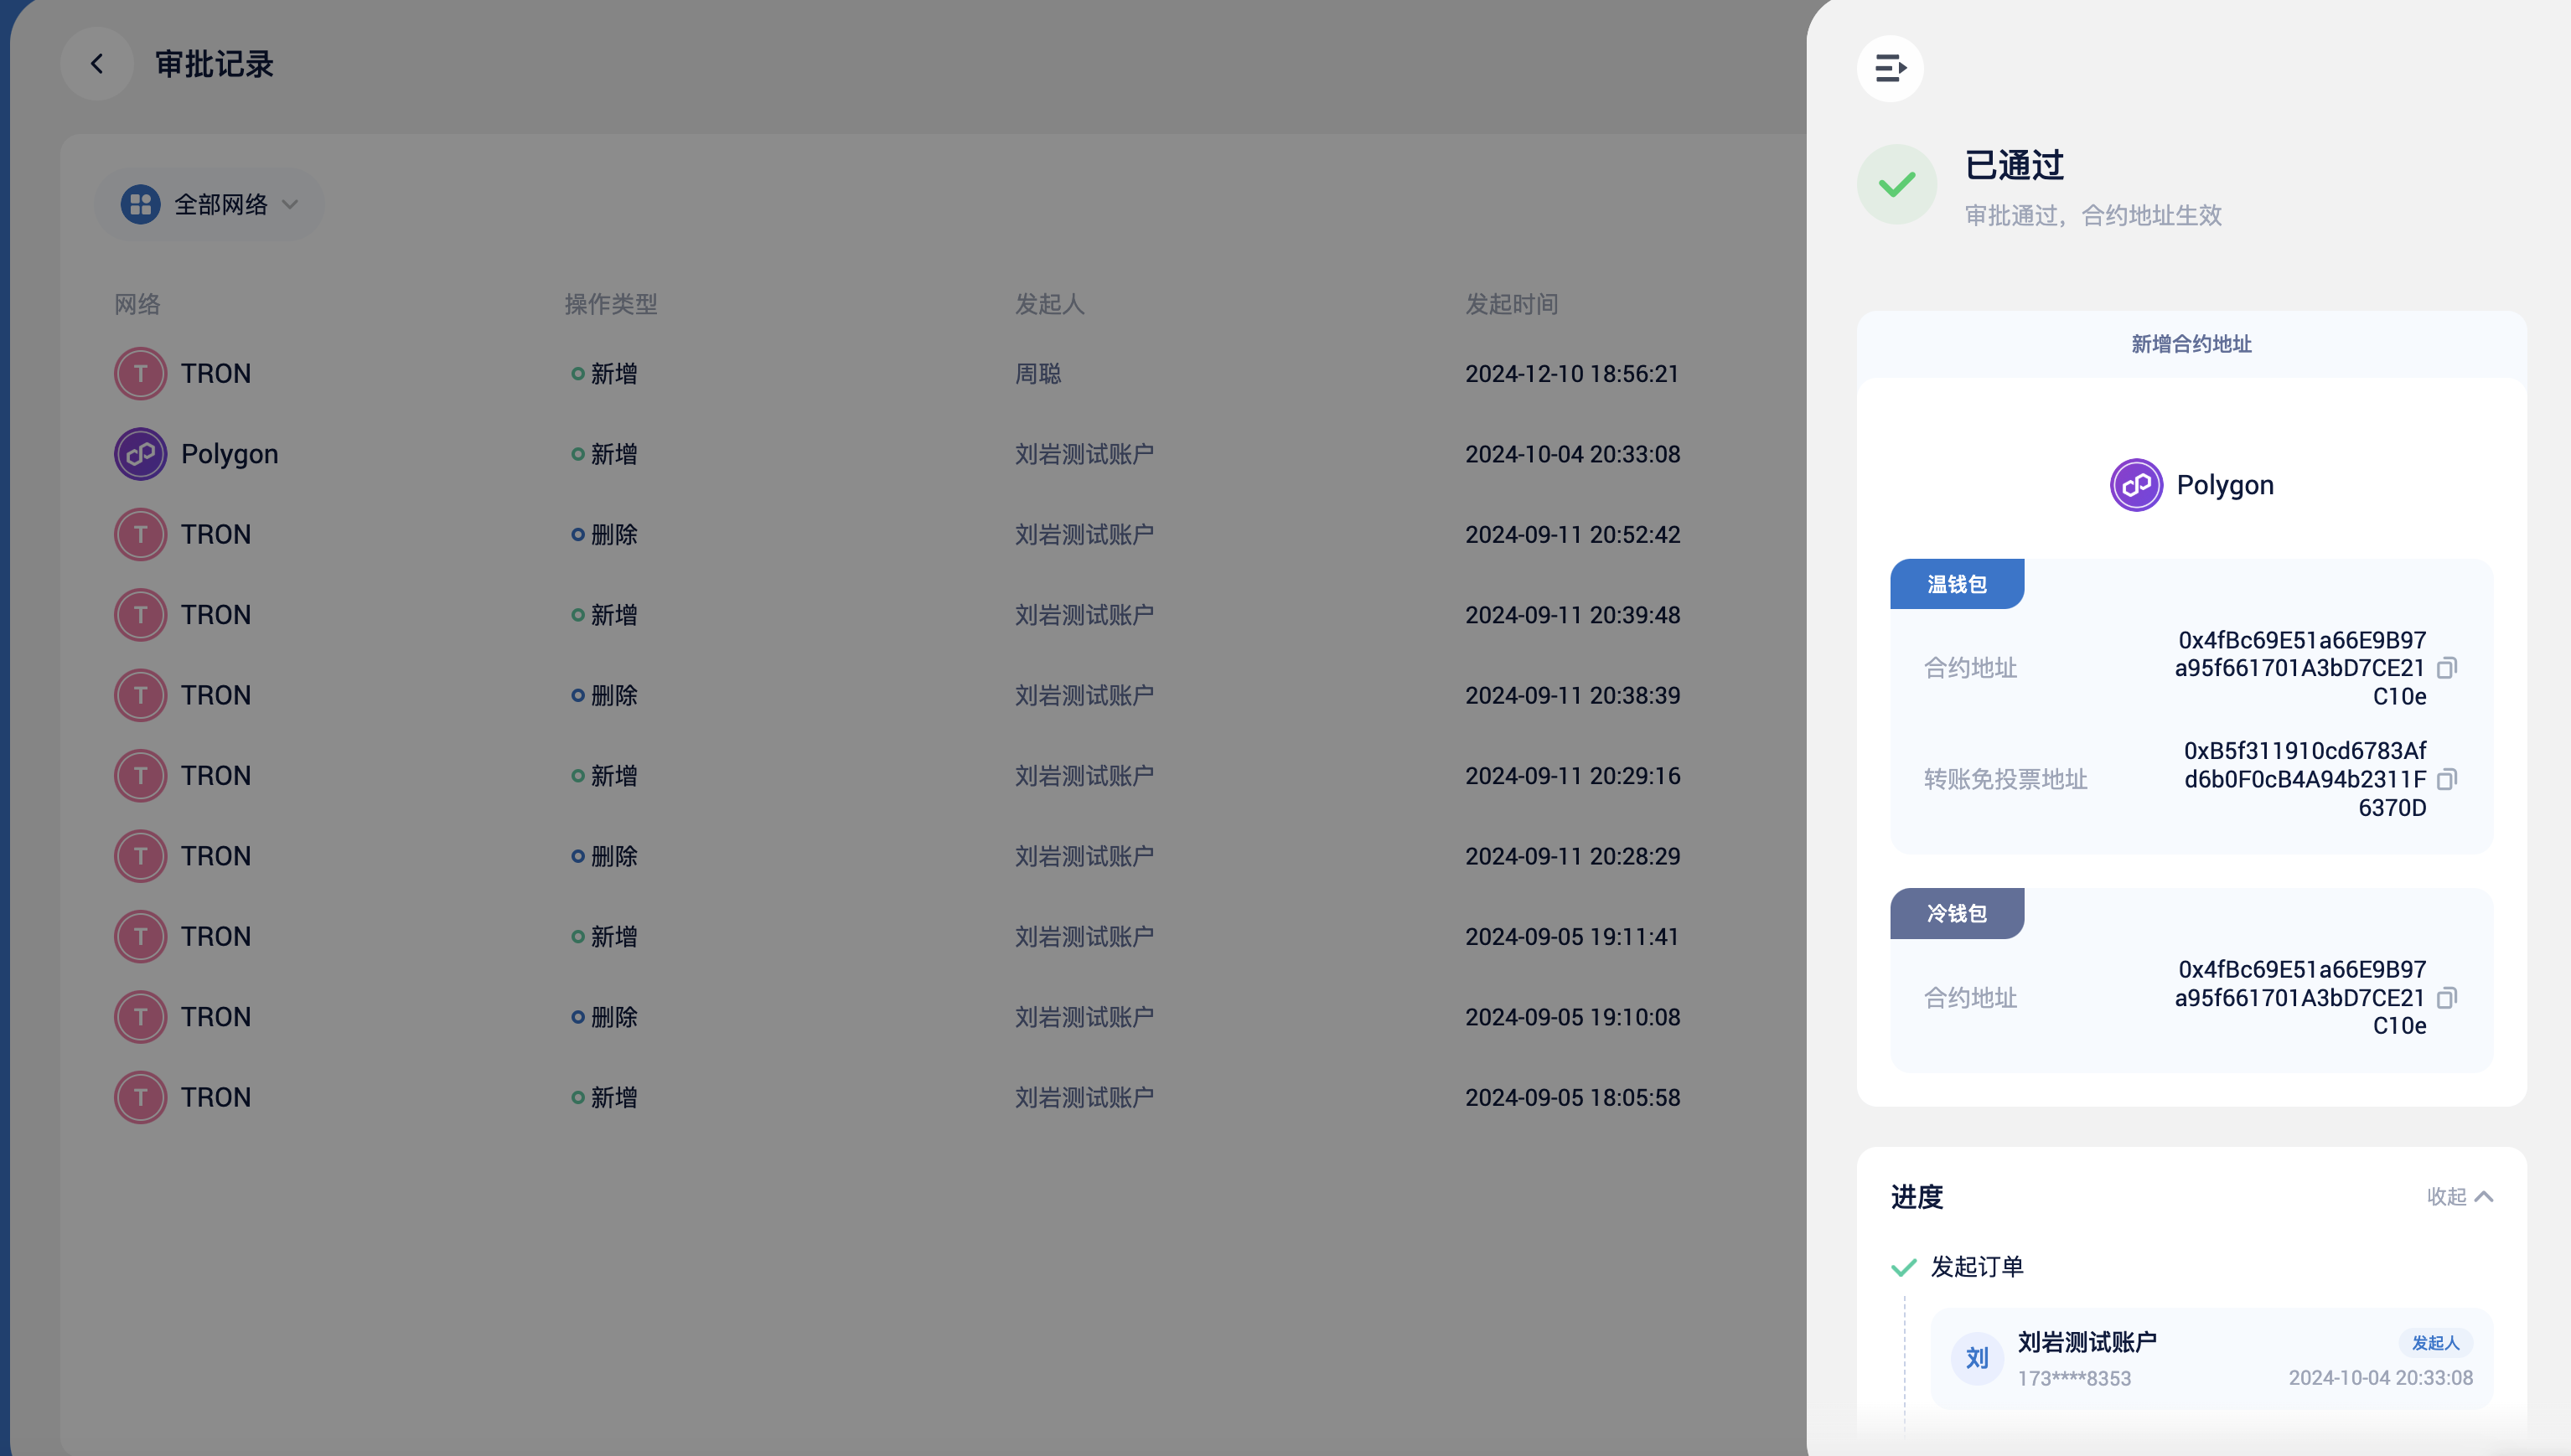 审批记录
全部网络
网络 操作类型 发起人 发起时间
T TRON 新增 周聪 2024-12-10 18:56:21
Polygon 新增 刘岩测试账户 2024-10-04 20:33:08
T TRON 删除 刘岩测试账户 2024-09-11 20:52:42
T TRON 新增 刘岩测试账户 2024-09-11 20:39:48
T TRON 删除 刘岩测试账户 2024-09-11 20:38:39
T TRON 新增 刘岩测试账户 2024-09-11 20:29:16
T TRON 删除 刘岩测试账户 2024-09-11 20:28:29
T TRON 新增 刘岩测试账户 2024-09-05 19:11:41
T TRON 删除 刘岩测试账户 2024-09-05 19:10:08
T TRON 新增 刘岩测试账户 2024-09-05 18:05:58
已通过
审批通过，合约地址生效
新增合约地址
Polygon
温钱包
合约地址
0x4fBc69E51a66E9B97
a95f661701A3bD7CE21
C10e
转账免投票地址
0xB5f311910cd6783Af
d6b0F0cB4A94b2311F
6370D
冷钱包
合约地址
0x4fBc69E51a66E9B97
a95f661701A3bD7CE21
C10e
进度 收起
发起订单
刘 刘岩测试账户 发起人
173****8353 2024-10-04 20:33:08